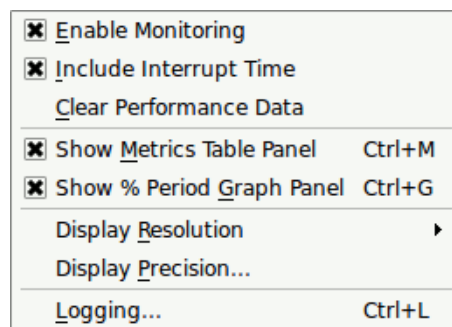 Enable Monitoring
Include Interrupt Time
Clear Performance Data
Show Metrics Table Panel Ctrl+M
Show % Period Graph Panel Ctrl+G
Display Resolution
Display Precision...
Logging... Ctrl+L